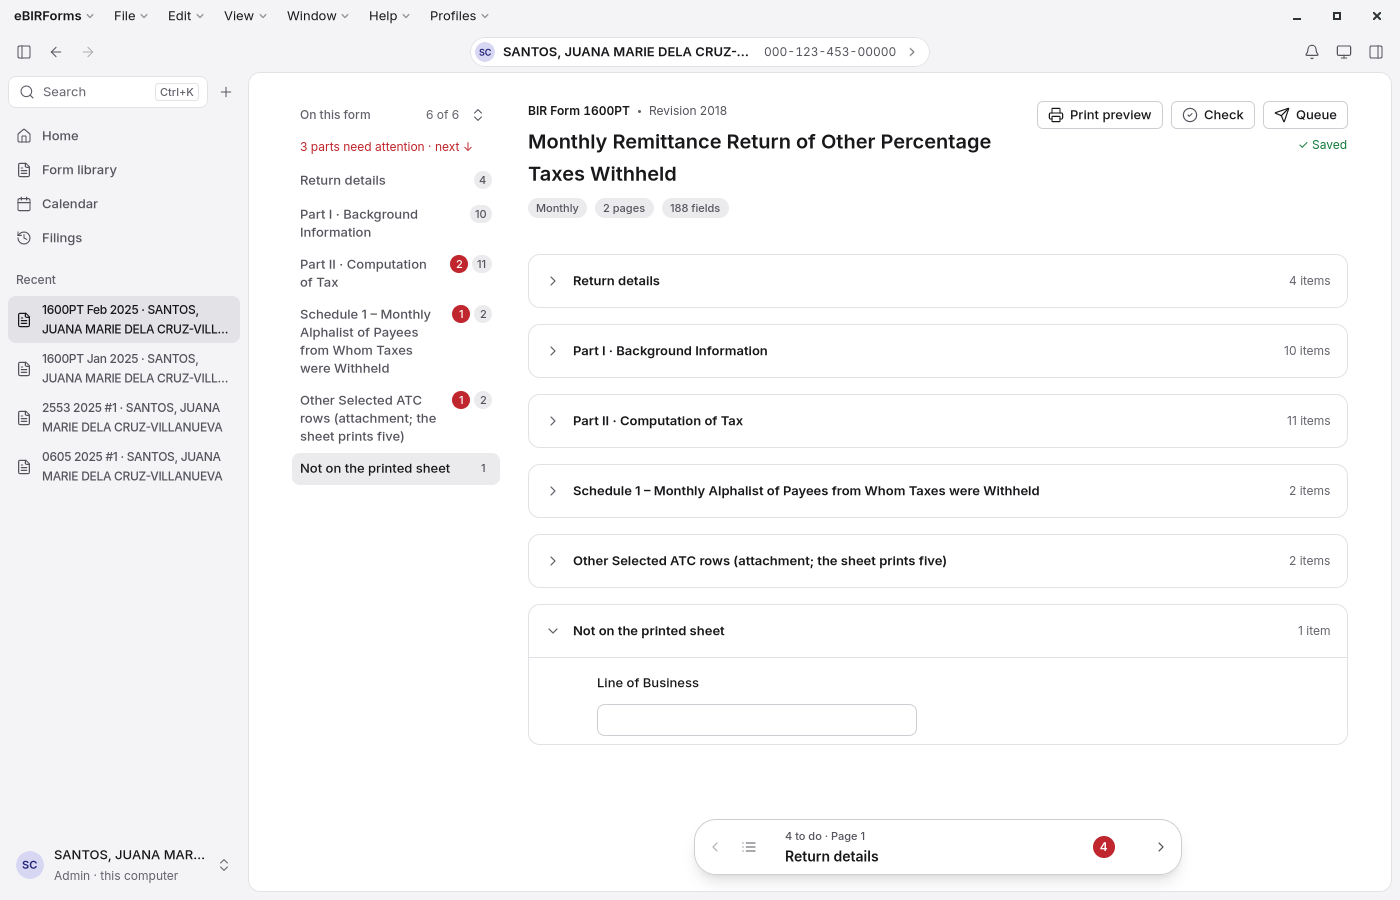 eBIRForms File Edit View Window Help Profiles
SC SANTOS, JUANA MARIE DELA CRUZ-... 000-123-453-00000
Search Ctrl+K
Home
Form library
Calendar
Filings
Recent
1600PT Feb 2025 · SANTOS,
JUANA MARIE DELA CRUZ-VILL...
1600PT Jan 2025 · SANTOS,
JUANA MARIE DELA CRUZ-VILL...
2553 2025 #1 · SANTOS, JUANA
MARIE DELA CRUZ-VILLANUEVA
0605 2025 #1 · SANTOS, JUANA
MARIE DELA CRUZ-VILLANUEVA
SC SANTOS, JUANA MAR...
Admin · this computer
On this form 6 of 6
3 parts need attention · next ↓
Return details 4
Part I · Background 10
Information
Part II · Computation 2 11
of Tax
Schedule 1 – Monthly 1 2
Alphalist of Payees
from Whom Taxes
were Withheld
Other Selected ATC 1 2
rows (attachment; the
sheet prints five)
Not on the printed sheet 1
BIR Form 1600PT • Revision 2018
Monthly Remittance Return of Other Percentage
Taxes Withheld
Print preview Check Queue
✓ Saved
Monthly 2 pages 188 fields
Return details 4 items
Part I · Background Information 10 items
Part II · Computation of Tax 11 items
Schedule 1 – Monthly Alphalist of Payees from Whom Taxes were Withheld 2 items
Other Selected ATC rows (attachment; the sheet prints five) 2 items
Not on the printed sheet 1 item
Line of Business
4 to do · Page 1
Return details 4